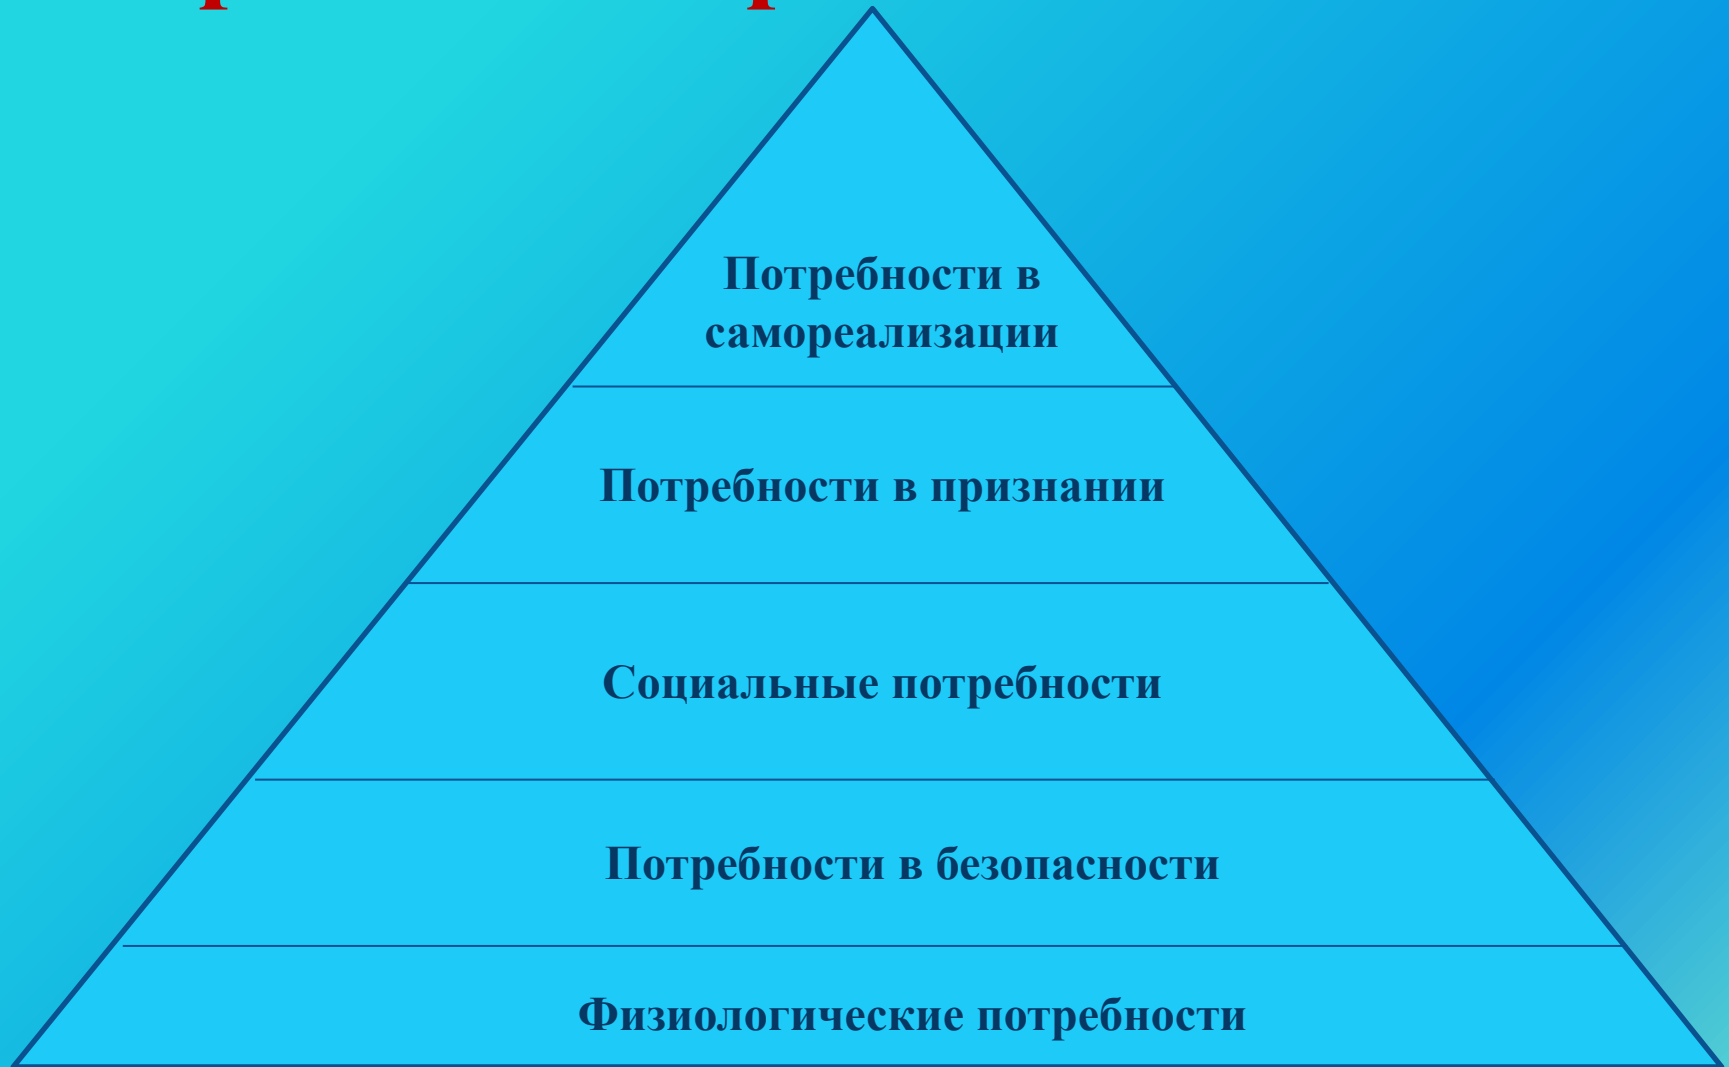 Потребности в
самореализации
Потребности в признании
Социальные потребности
Потребности в безопасности
Физиологические потребности